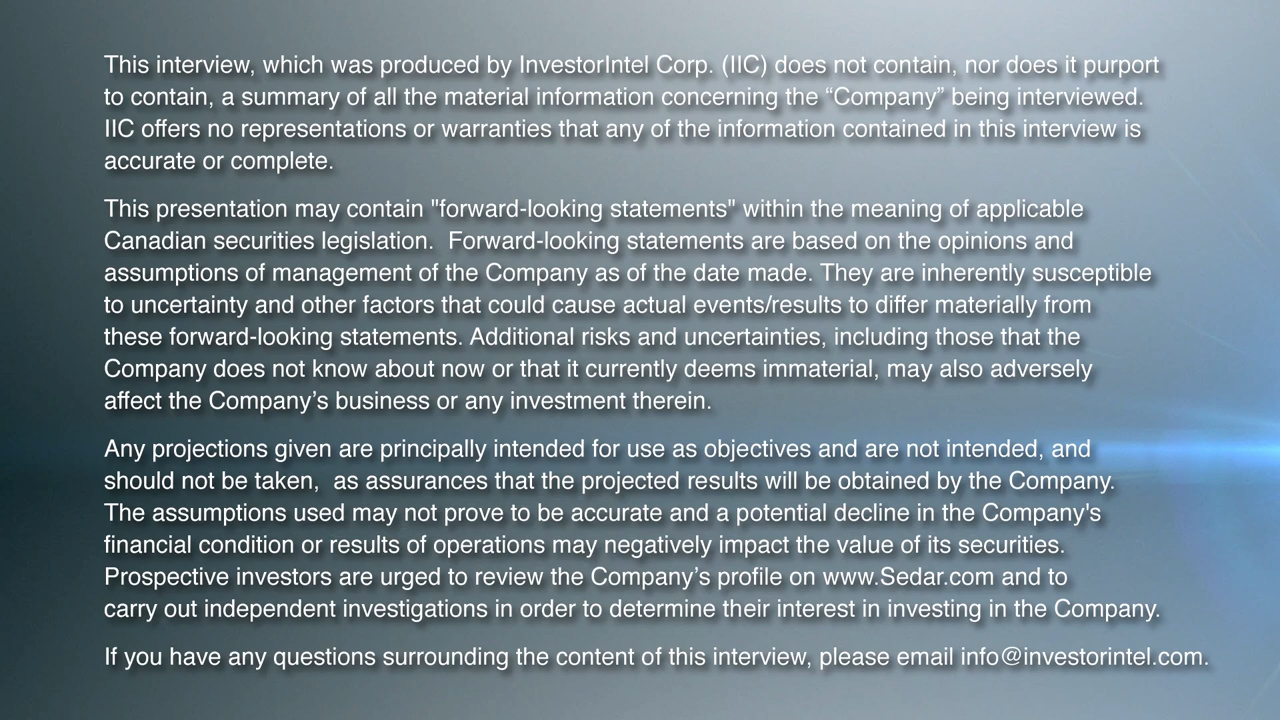 This interview, which was produced by InvestorIntel Corp. (IIC) does not contain, nor does it purport
to contain, a summary of all the material information concerning the “Company” being interviewed.
IIC offers no representations or warranties that any of the information contained in this interview is
accurate or complete.
This presentation may contain "forward-looking statements" within the meaning of applicable
Canadian securities legislation.  Forward-looking statements are based on the opinions and
assumptions of management of the Company as of the date made. They are inherently susceptible
to uncertainty and other factors that could cause actual events/results to differ materially from
these forward-looking statements. Additional risks and uncertainties, including those that the
Company does not know about now or that it currently deems immaterial, may also adversely
affect the Company’s business or any investment therein.
Any projections given are principally intended for use as objectives and are not intended, and
should not be taken,  as assurances that the projected results will be obtained by the Company.
The assumptions used may not prove to be accurate and a potential decline in the Company's
financial condition or results of operations may negatively impact the value of its securities.
Prospective investors are urged to review the Company’s profile on www.Sedar.com and to
carry out independent investigations in order to determine their interest in investing in the Company.
If you have any questions surrounding the content of this interview, please email info@investorintel.com.